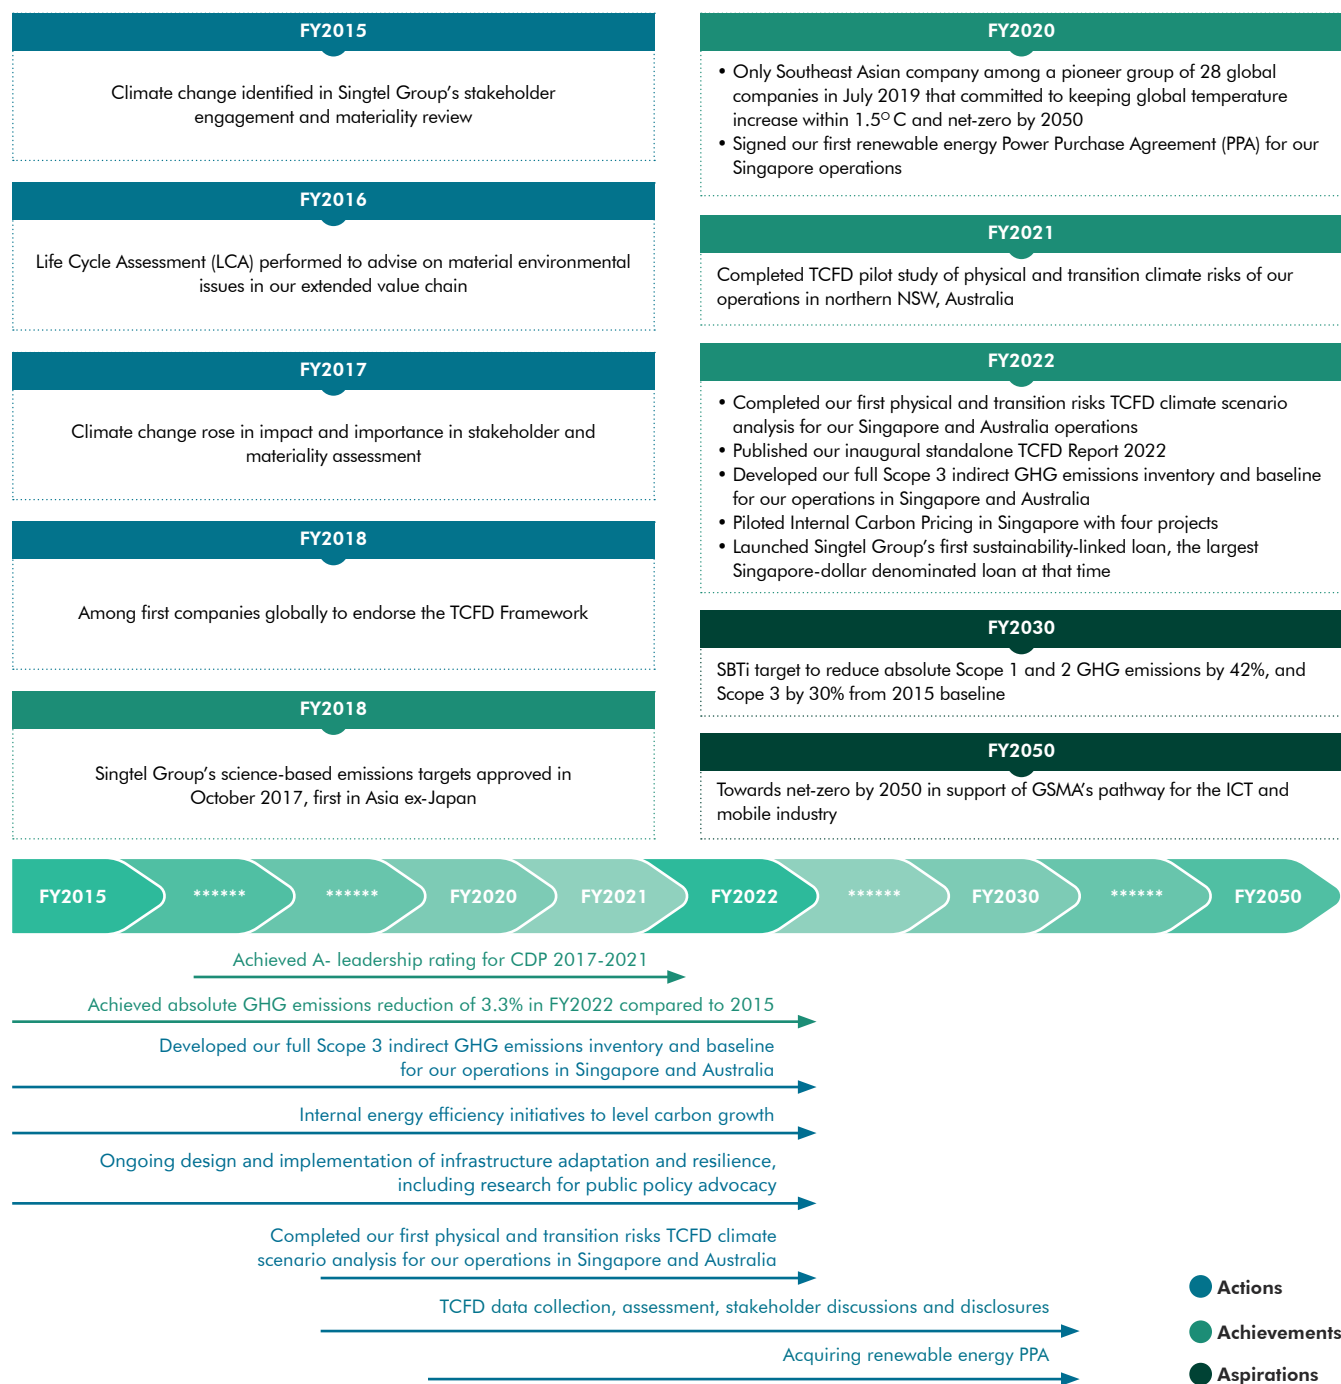 FY2015
Climate change identified in Singtel Group's stakeholder
engagement and materiality review
FY2016
Life Cycle Assessment (LCA) performed to advise on material environmental
issues in our extended value chain
FY2017
Climate change rose in impact and importance in stakeholder and
materiality assessment
FY2018
Among first companies globally to endorse the TCFD Framework
FY2018
Singtel Group's science-based emissions targets approved in
October 2017, first in Asia ex-Japan
FY2020
• Only Southeast Asian company among a pioneer group of 28 global
companies in July 2019 that committed to keeping global temperature
increase within 1.5° C and net-zero by 2050
• Signed our first renewable energy Power Purchase Agreement (PPA) for our
Singapore operations
FY2021
Completed TCFD pilot study of physical and transition climate risks of our
operations in northern NSW, Australia
FY2022
• Completed our first physical and transition risks TCFD climate scenario
analysis for our Singapore and Australia operations
• Published our inaugural standalone TCFD Report 2022
• Developed our full Scope 3 indirect GHG emissions inventory and baseline
for our operations in Singapore and Australia
• Piloted Internal Carbon Pricing in Singapore with four projects
• Launched Singtel Group's first sustainability-linked loan, the largest
Singapore-dollar denominated loan at that time
FY2030
SBTi target to reduce absolute Scope 1 and 2 GHG emissions by 42%, and
Scope 3 by 30% from 2015 baseline
FY2050
Towards net-zero by 2050 in support of GSMA's pathway for the ICT and
mobile industry
FY2015 ****** ****** FY2020 FY2021 FY2022 ****** FY2030 ****** FY2050
Achieved A- leadership rating for CDP 2017-2021
Achieved absolute GHG emissions reduction of 3.3% in FY2022 compared to 2015
Developed our full Scope 3 indirect GHG emissions inventory and baseline
for our operations in Singapore and Australia
Internal energy efficiency initiatives to level carbon growth
Ongoing design and implementation of infrastructure adaptation and resilience,
including research for public policy advocacy
Completed our first physical and transition risks TCFD climate
scenario analysis for our operations in Singapore and Australia
TCFD data collection, assessment, stakeholder discussions and disclosures
Acquiring renewable energy PPA
Actions
Achievements
Aspirations